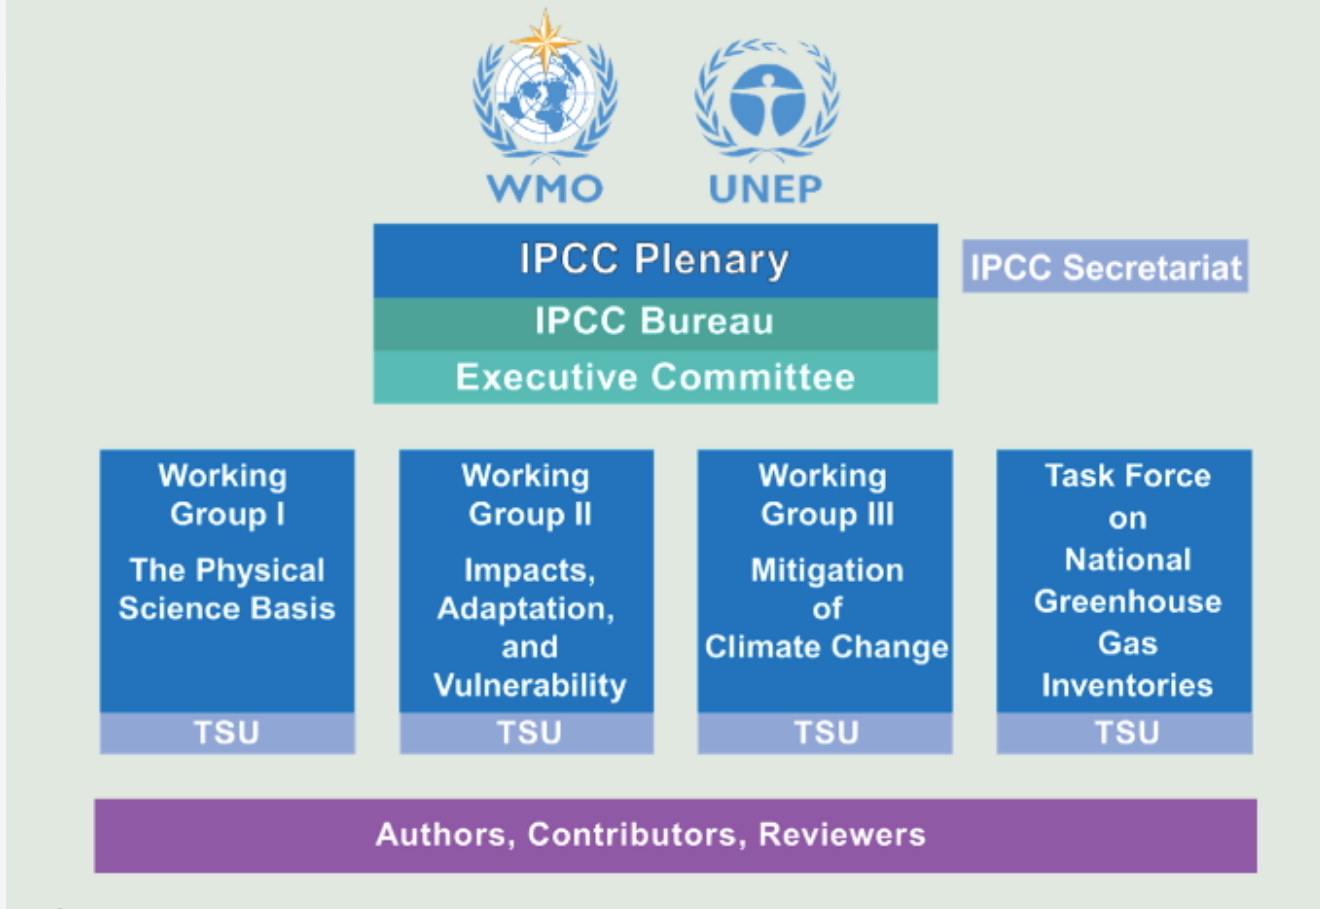 WMO
UNEP
IPCC Plenary
IPCC Secretariat
IPCC Bureau
Executive Committee
Working
Group I
The Physical
Science Basis
TSU
Working
Group II
Impacts,
Adaptation,
and
Vulnerability
TSU
Working
Group III
Mitigation
of
Climate Change
TSU
Task Force
on
National
Greenhouse
Gas
Inventories
TSU
Authors, Contributors, Reviewers